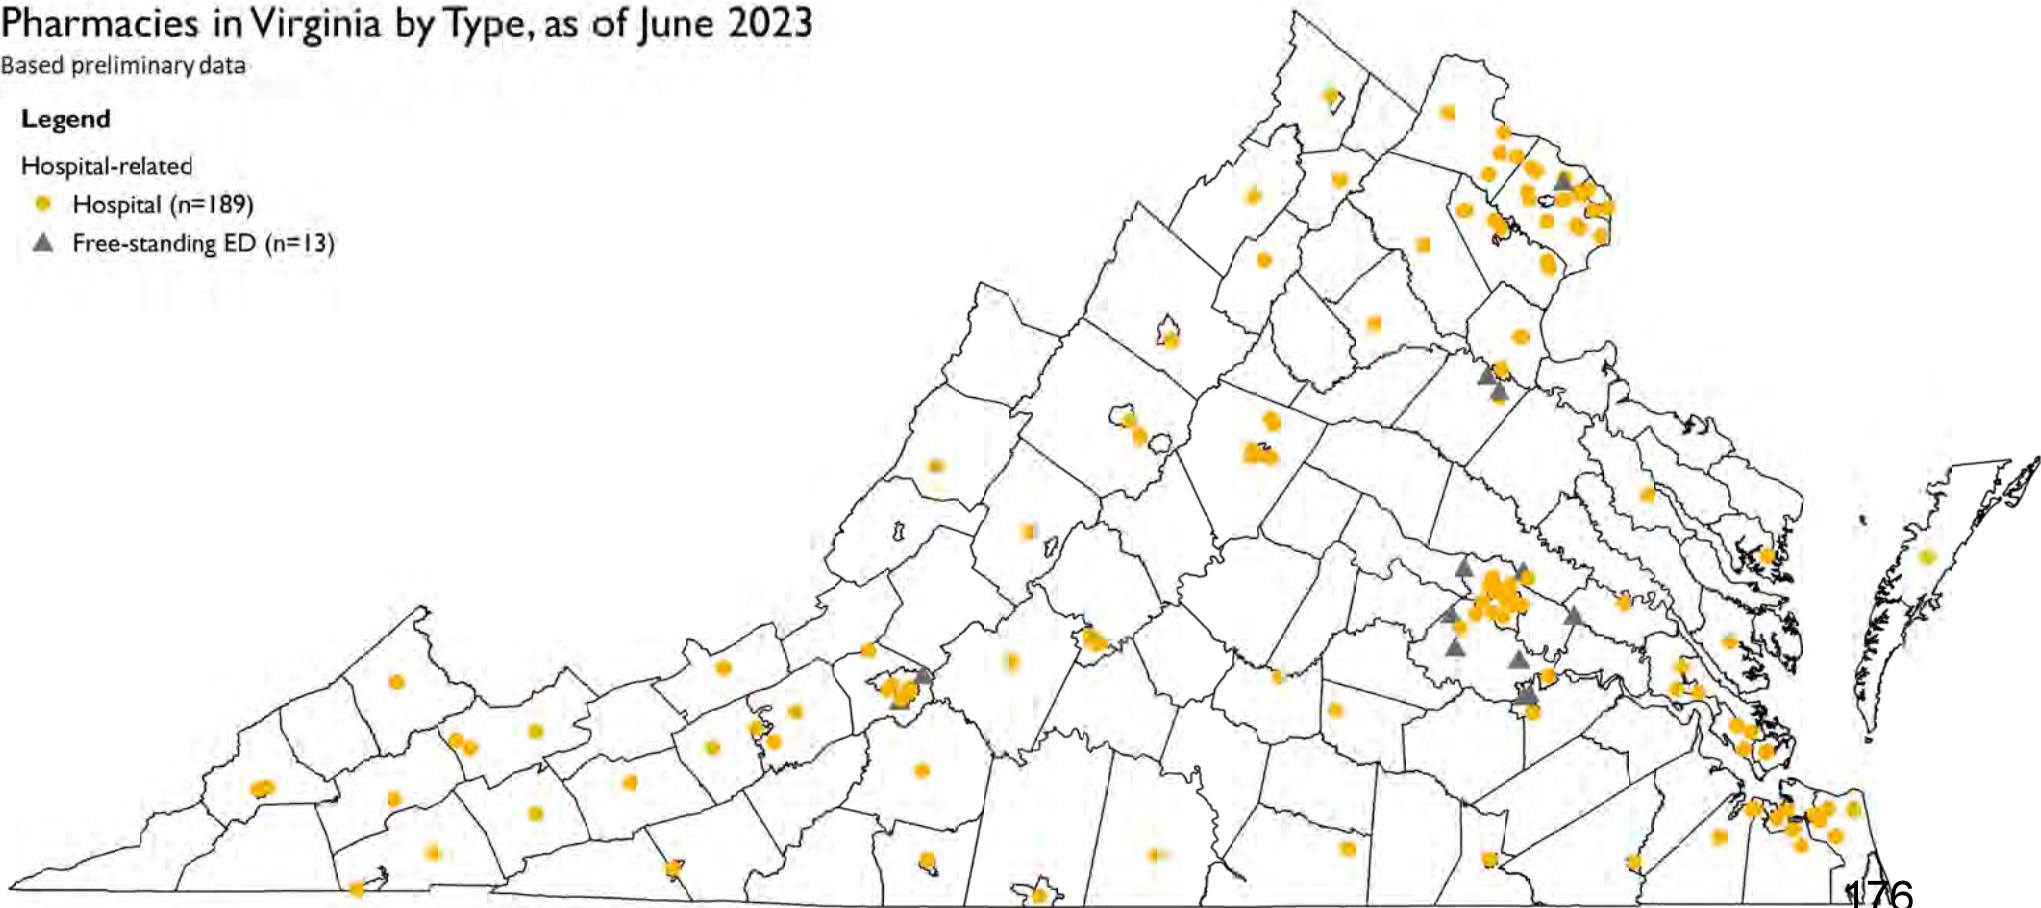 Pharmacies in Virginia by Type, as of June 2023
Based preliminary data
Legend
Hospital-related
Hospital (n=189)
Free-standing ED (n=13)
176